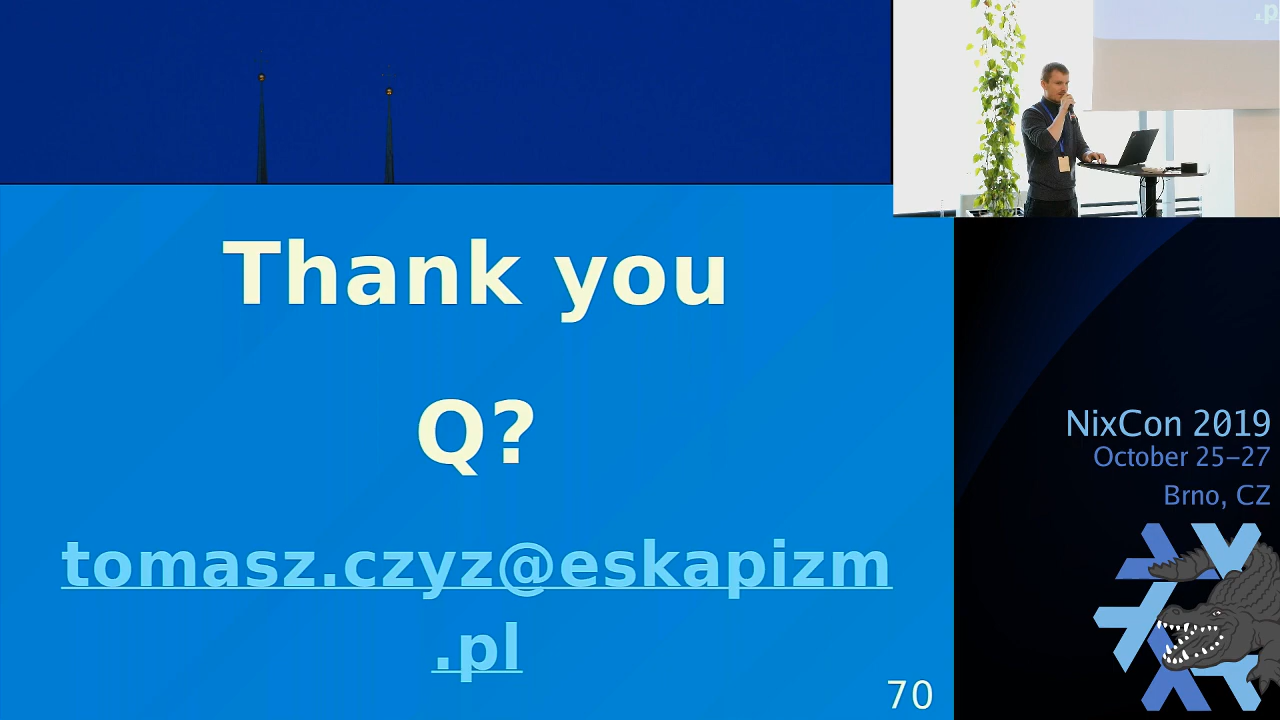 .p
Thank you
Q?
tomasz.czyz@eskapizm
.pl
70
NixCon 2019
October 25–27
Brno, CZ